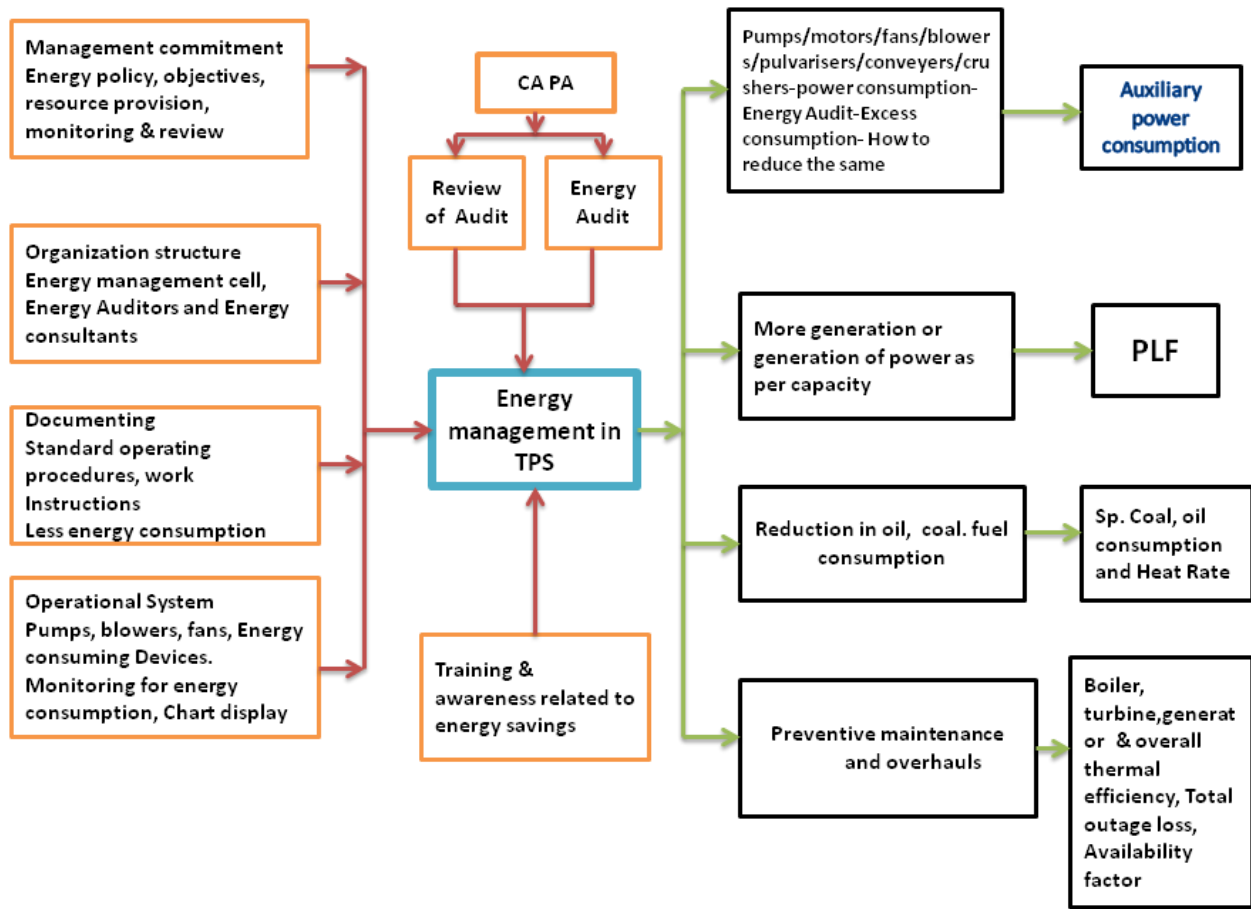 Management commitment
Energy policy, objectives,
resource provision,
monitoring & review
Organization structure
Energy management cell,
Energy Auditors and Energy
consultants
Documenting
Standard operating
procedures, work
Instructions
Less energy consumption
Operational System
Pumps, blowers, fans, Energy
consuming Devices.
Monitoring for energy
consumption, Chart display
CA PA
Review
of Audit
Energy
Audit
Energy
management in
TPS
Training &
awareness related to
energy savings
Pumps/motors/fans/blower
s/pulvarisers/conveyers/cru
shers-power consumption-
Energy Audit-Excess
consumption- How to
reduce the same
Auxiliary
power
consumption
More generation or
generation of power as
per capacity
PLF
Reduction in oil, coal. fuel
consumption
Sp. Coal, oil
consumption
and Heat Rate
Preventive maintenance
and overhauls
Boiler,
turbine,generat
or & overall
thermal
efficiency, Total
outage loss,
Availability
factor